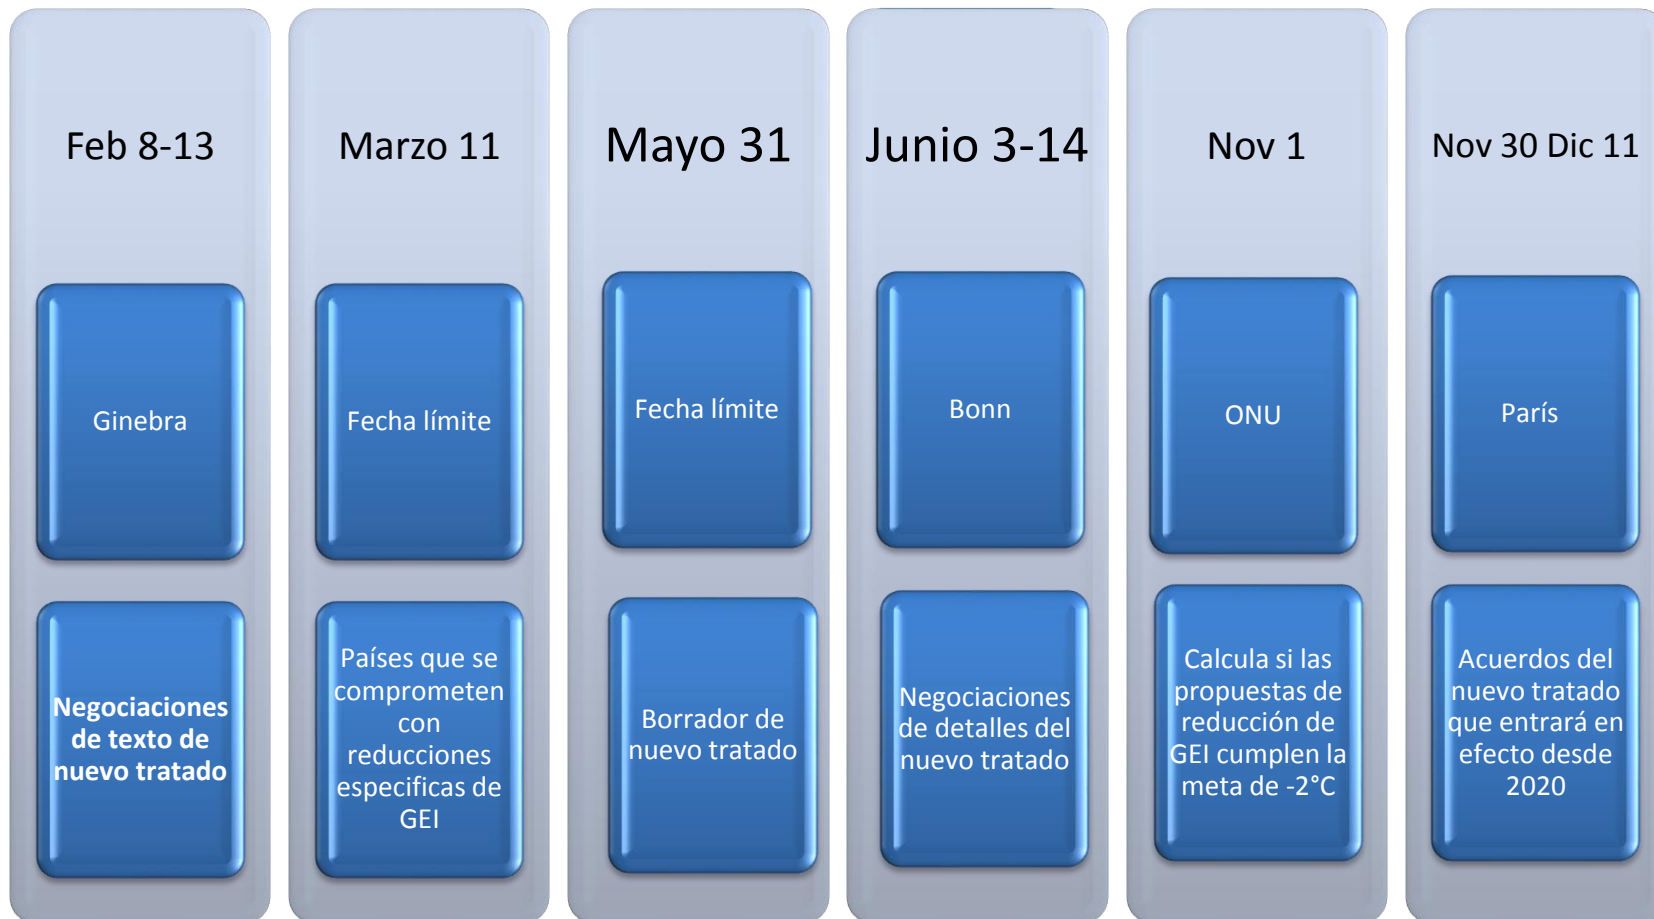 Feb 8-13
Ginebra
Negociaciones
de texto de
nuevo tratado
Marzo 11
Fecha límite
Países que se
comprometen
con
reducciones
especificas de
GEI
Mayo 31
Fecha límite
Borrador de
nuevo tratado
Junio 3-14
Bonn
Negociaciones
de detalles del
nuevo tratado
Nov 1
ONU
Calcula si las
propuestas de
reducción de
GEI cumplen la
meta de -2°C
Nov 30 Dic 11
París
Acuerdos del
nuevo tratado
que entrará en
efecto desde
2020